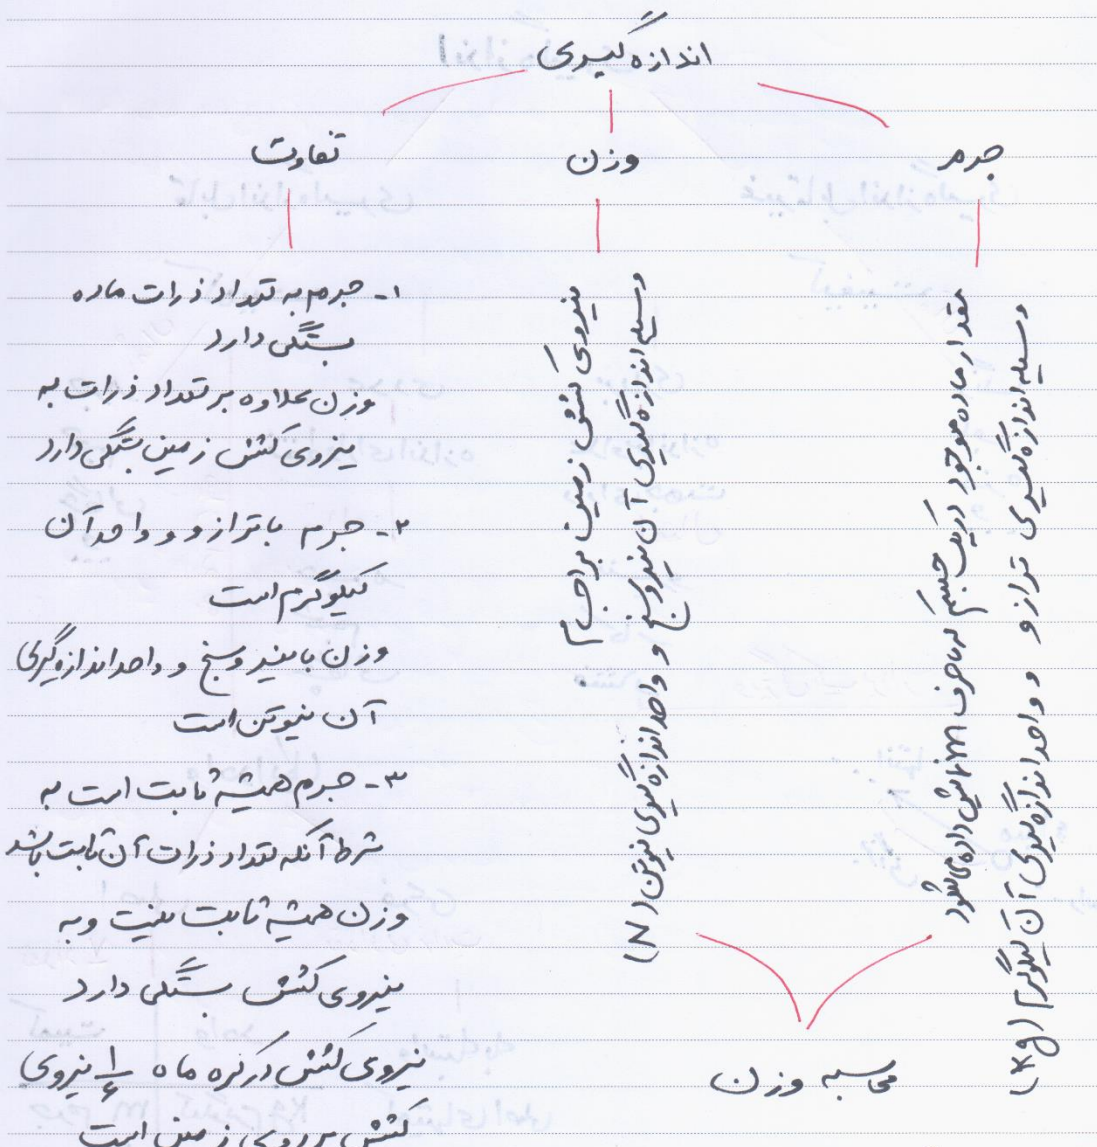 اندازه گیری
جرم
وزن
تفاوت
مقدار ماده موجود در یک جسم که با حرف m نمایش داده می شود
وسیله اندازه گیری ترازو و واحد اندازه گیری آن کیلوگرم (kg)
نیروی کشش زمین بر اجسام
وسیله اندازه گیری آن نیروسنج و واحد اندازه گیری نیوتن (N)
محاسبه وزن
۱- جرم به تعداد ذرات ماده
بستگی دارد
وزن علاوه بر تعداد ذرات به
نیروی کشش زمین بستگی دارد
۲- جرم با ترازو و واحد آن
کیلوگرم است
وزن با نیروسنج و واحد اندازه گیری
آن نیوتن است
۳- جرم همیشه ثابت است به
شرط آنکه تعداد ذرات آن ثابت باشد
وزن همیشه ثابت نیست و به
نیروی کشش بستگی دارد
نیروی کشش در کره ماه ۱/۶ نیروی
کشش بر روی زمین است